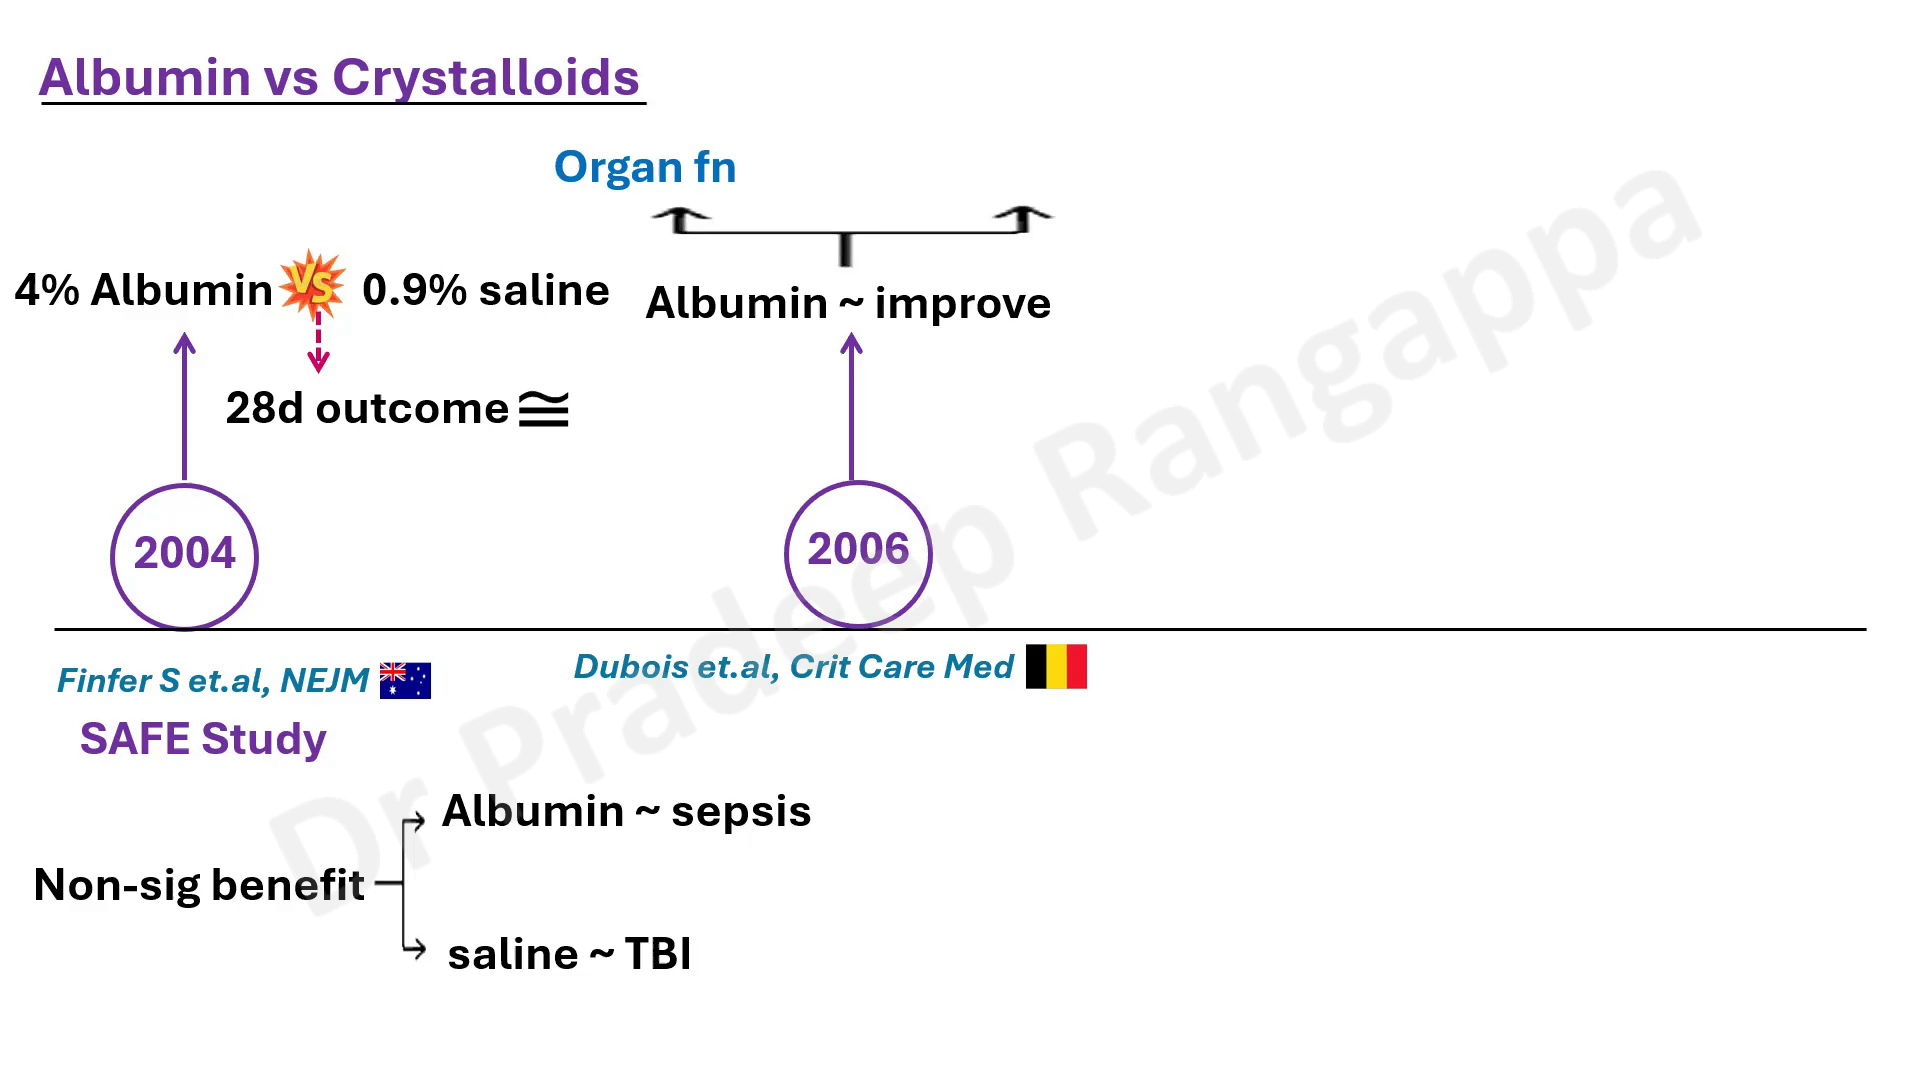 Albumin vs Crystalloids
Organ fn
4% Albumin VS 0.9% saline
Albumin ~ improve
28d outcome ≅
2004
2006
Finfer S et.al, NEJM
Dubois et.al, Crit Care Med
SAFE Study
Albumin ~ sepsis
Non-sig benefit
saline ~ TBI
Dr Pradeep Rangappa